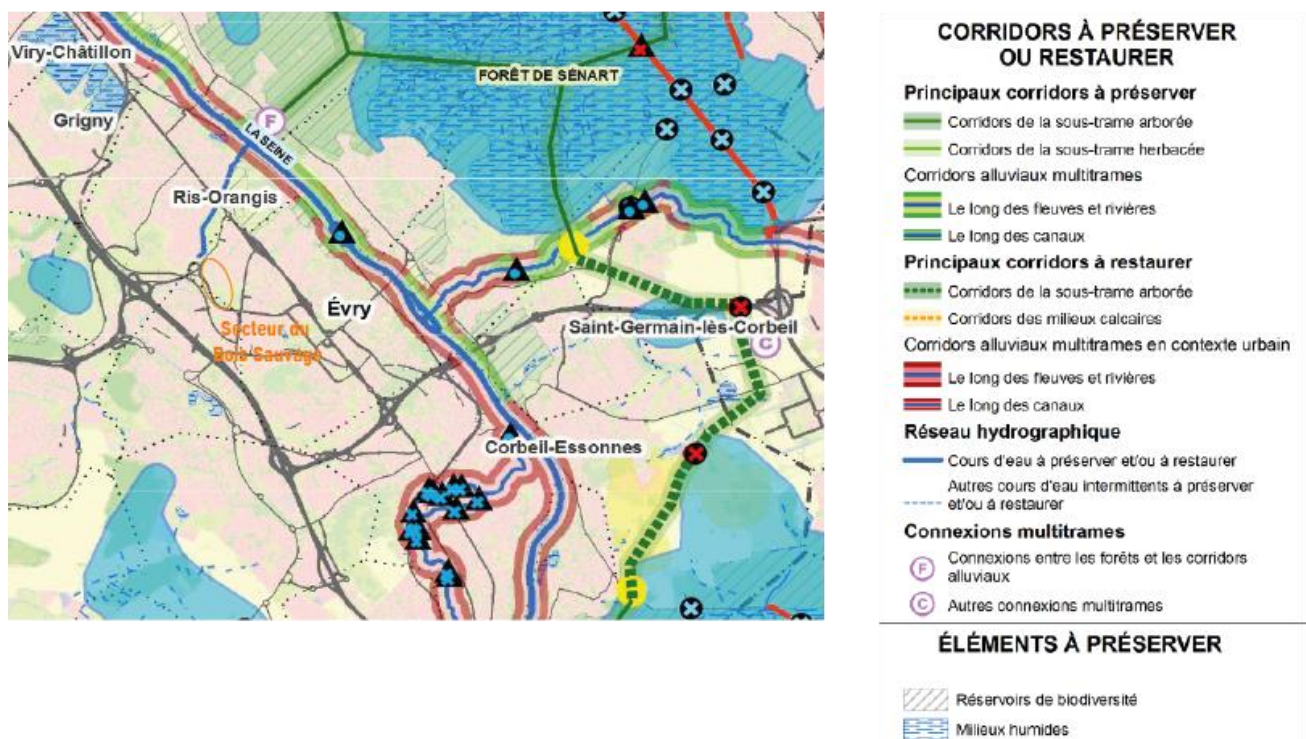 Viry-Châtillon
FORÊT DE SÉNART
Grigny
F
LA SEINE
Ris-Orangis
Évry
Secteur du
Bois Sauvage
Saint-Germain-lès-Corbeil
C
Corbeil-Essonnes
CORRIDORS À PRÉSERVER
OU RESTAURER
Principaux corridors à préserver
Corridors de la sous-trame arborée
Corridors de la sous-trame herbacée
Corridors alluviaux multitrames
Le long des fleuves et rivières
Le long des canaux
Principaux corridors à restaurer
Corridors de la sous-trame arborée
Corridors des milieux calcaires
Corridors alluviaux multitrames en contexte urbain
Le long des fleuves et rivières
Le long des canaux
Réseau hydrographique
Cours d'eau à préserver et/ou à restaurer
Autres cours d'eau intermittents à préserver
et/ou à restaurer
Connexions multitrames
F Connexions entre les forêts et les corridors
alluviaux
C Autres connexions multitrames
ÉLÉMENTS À PRÉSERVER
Réservoirs de biodiversité
Milieux humides